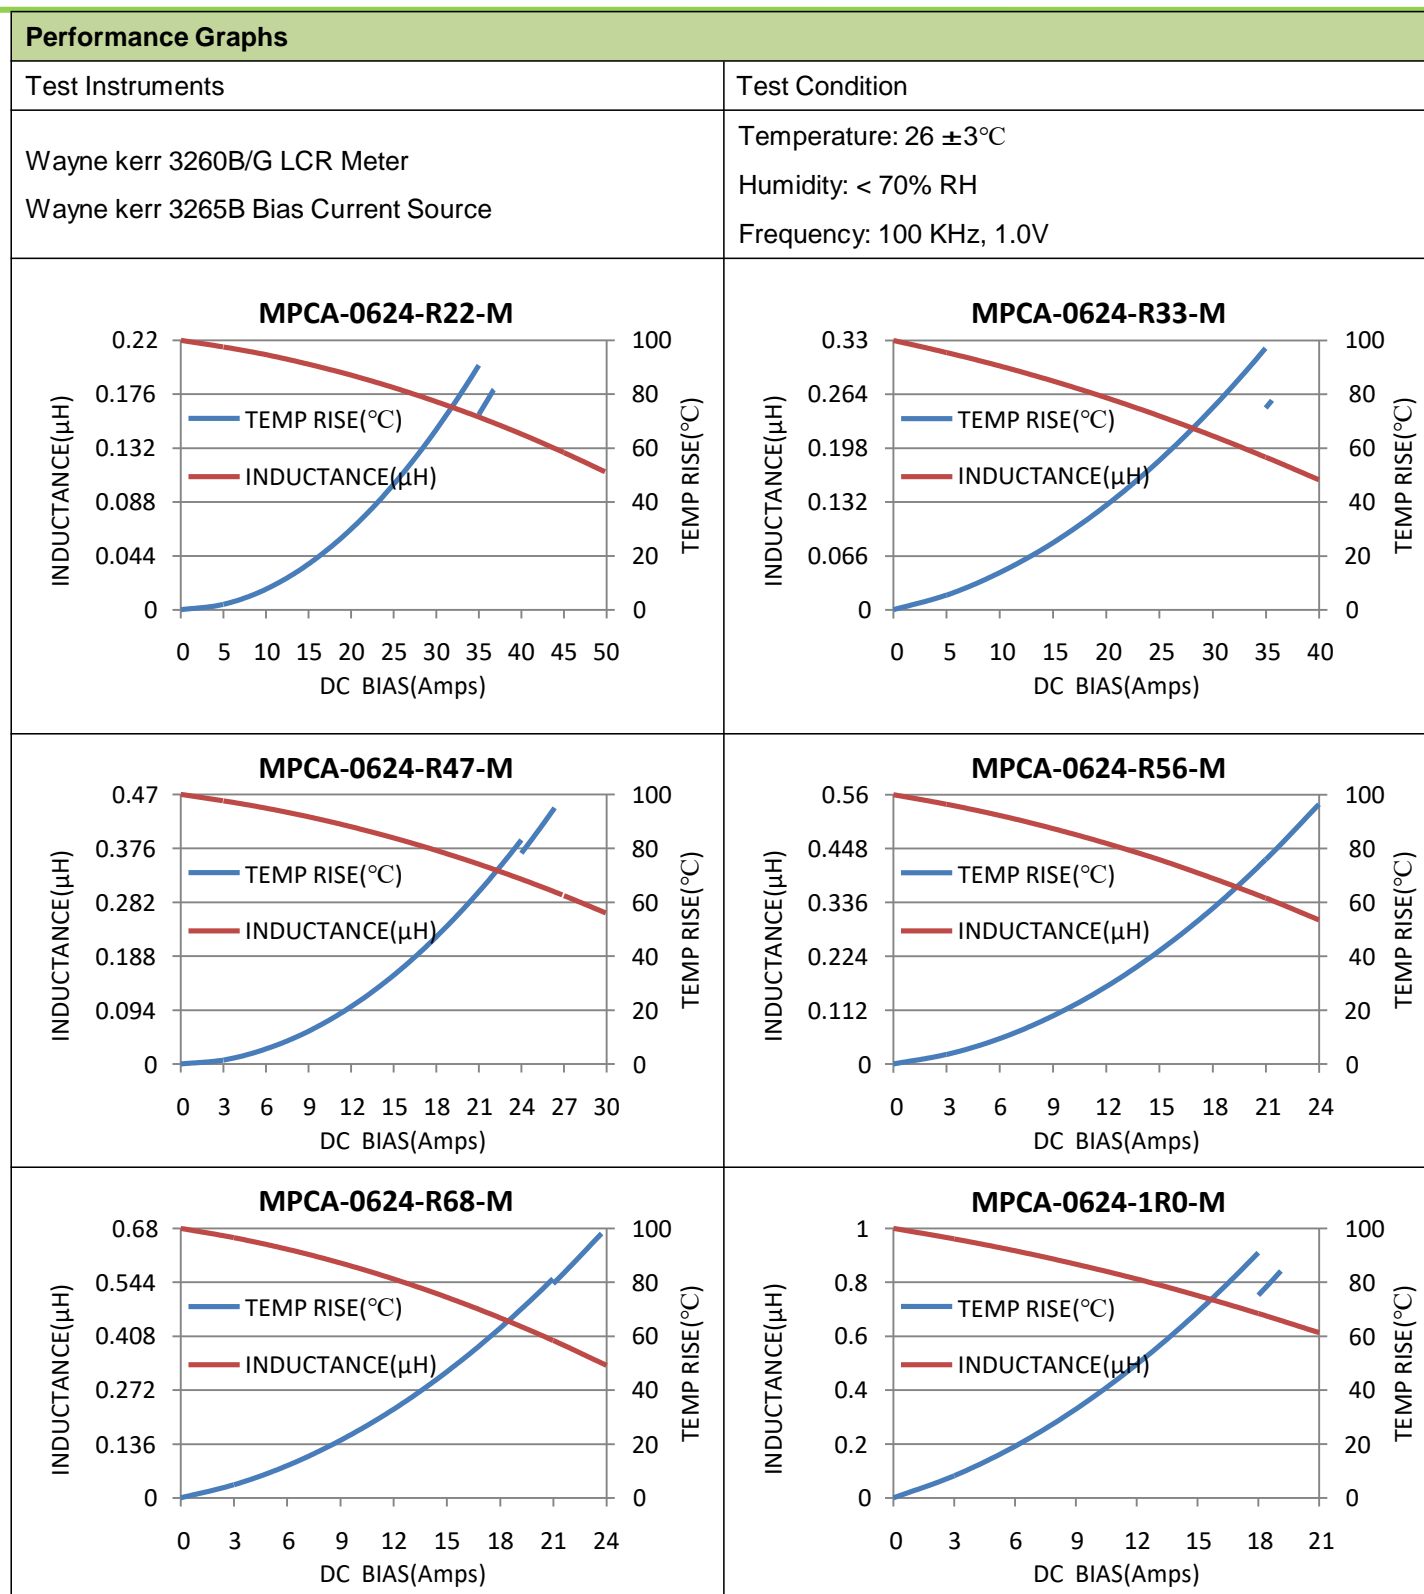 Performance Graphs
Test Instruments
Test Condition
Wayne kerr 3260B/G LCR Meter
Wayne kerr 3265B Bias Current Source
Temperature: 26 ±3℃
Humidity: < 70% RH
Frequency: 100 KHz, 1.0V
MPCA-0624-R22-M
INDUCTANCE(µH)
0.22
0.176
0.132
0.088
0.044
0
TEMP RISE(℃)
INDUCTANCE(µH)
100
80
60
40
20
0
TEMP RISE(℃)
0 5 10 15 20 25 30 35 40 45 50
DC BIAS(Amps)
MPCA-0624-R33-M
INDUCTANCE(µH)
0.33
0.264
0.198
0.132
0.066
0
TEMP RISE(℃)
INDUCTANCE(µH)
100
80
60
40
20
0
TEMP RISE(℃)
0 5 10 15 20 25 30 35 40
DC BIAS(Amps)
MPCA-0624-R47-M
INDUCTANCE(µH)
0.47
0.376
0.282
0.188
0.094
0
TEMP RISE(℃)
INDUCTANCE(µH)
100
80
60
40
20
0
TEMP RISE(℃)
0 3 6 9 12 15 18 21 24 27 30
DC BIAS(Amps)
MPCA-0624-R56-M
INDUCTANCE(µH)
0.56
0.448
0.336
0.224
0.112
0
TEMP RISE(℃)
INDUCTANCE(µH)
100
80
60
40
20
0
TEMP RISE(℃)
0 3 6 9 12 15 18 21 24
DC BIAS(Amps)
MPCA-0624-R68-M
INDUCTANCE(µH)
0.68
0.544
0.408
0.272
0.136
0
TEMP RISE(℃)
INDUCTANCE(µH)
100
80
60
40
20
0
TEMP RISE(℃)
0 3 6 9 12 15 18 21 24
DC BIAS(Amps)
MPCA-0624-1R0-M
INDUCTANCE(µH)
1
0.8
0.6
0.4
0.2
0
TEMP RISE(℃)
INDUCTANCE(µH)
100
80
60
40
20
0
TEMP RISE(℃)
0 3 6 9 12 15 18 21
DC BIAS(Amps)